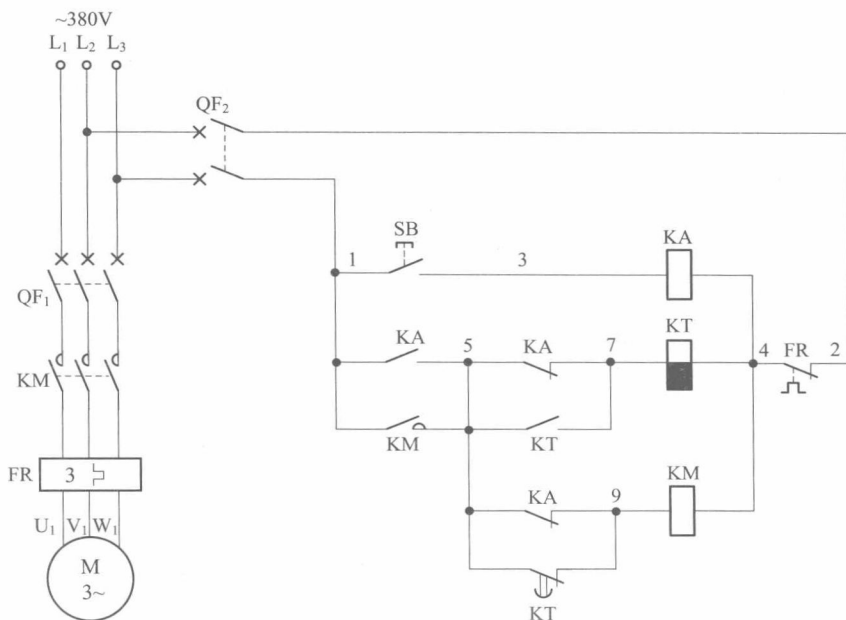 ~380V
L₁ L₂ L₃
QF₂
SB
1 3 KA
QF₁
KA 5 KA 7 KT 4 FR 2
KM
KM KT
FR 3
KA 9 KM
U₁ V₁ W₁
M
3~
KT